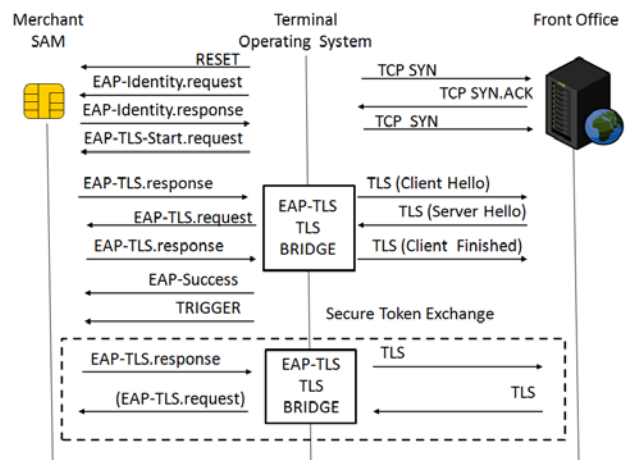 Merchant
SAM
Terminal
Operating System
Front Office
RESET
EAP-Identity.request
EAP-Identity.response
EAP-TLS-Start.request
TCP SYN
TCP SYN.ACK
TCP SYN
EAP-TLS.response
EAP-TLS.request
EAP-TLS.response
EAP-Success
TRIGGER
EAP-TLS
TLS
BRIDGE
TLS (Client Hello)
TLS (Server Hello)
TLS (Client Finished)
Secure Token Exchange
EAP-TLS.response
(EAP-TLS.request)
EAP-TLS
TLS
BRIDGE
TLS
TLS